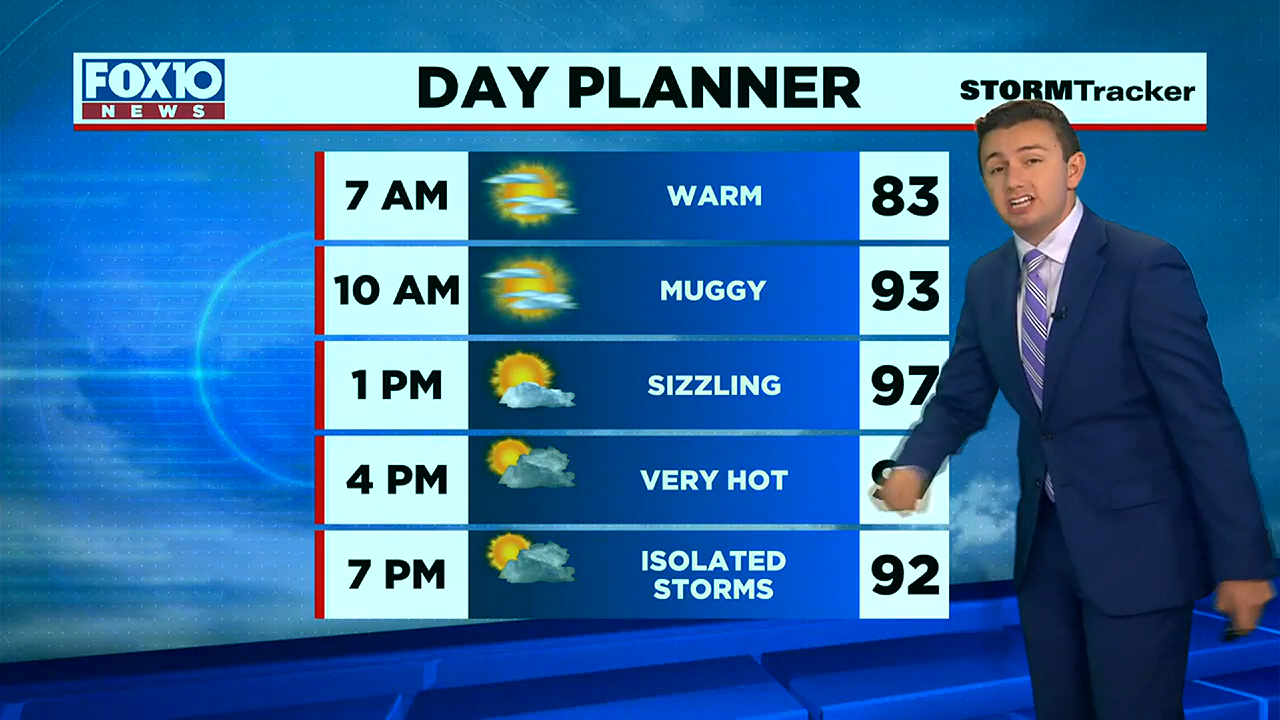 FOX10
NEWS
DAY PLANNER
STORMTracker
7 AM WARM 83
10 AM MUGGY 93
1 PM SIZZLING 97
4 PM VERY HOT
7 PM ISOLATED STORMS 92